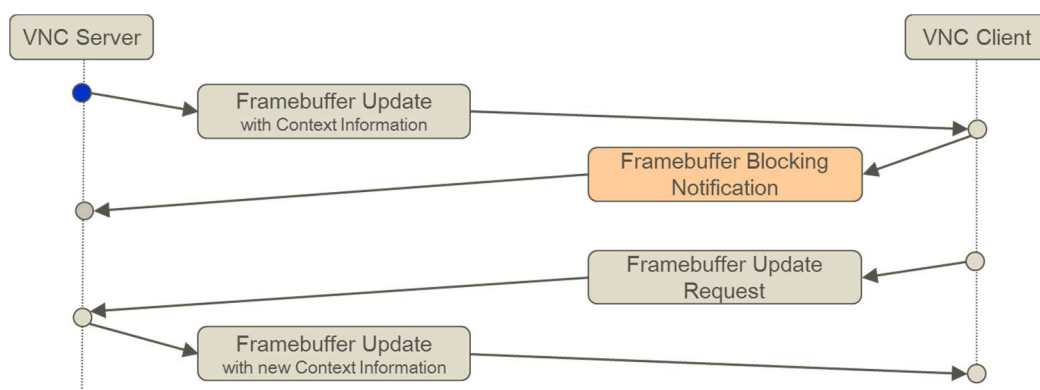 VNC Server
VNC Client
Framebuffer Update
with Context Information
Framebuffer Blocking
Notification
Framebuffer Update
Request
Framebuffer Update
with new Context Information